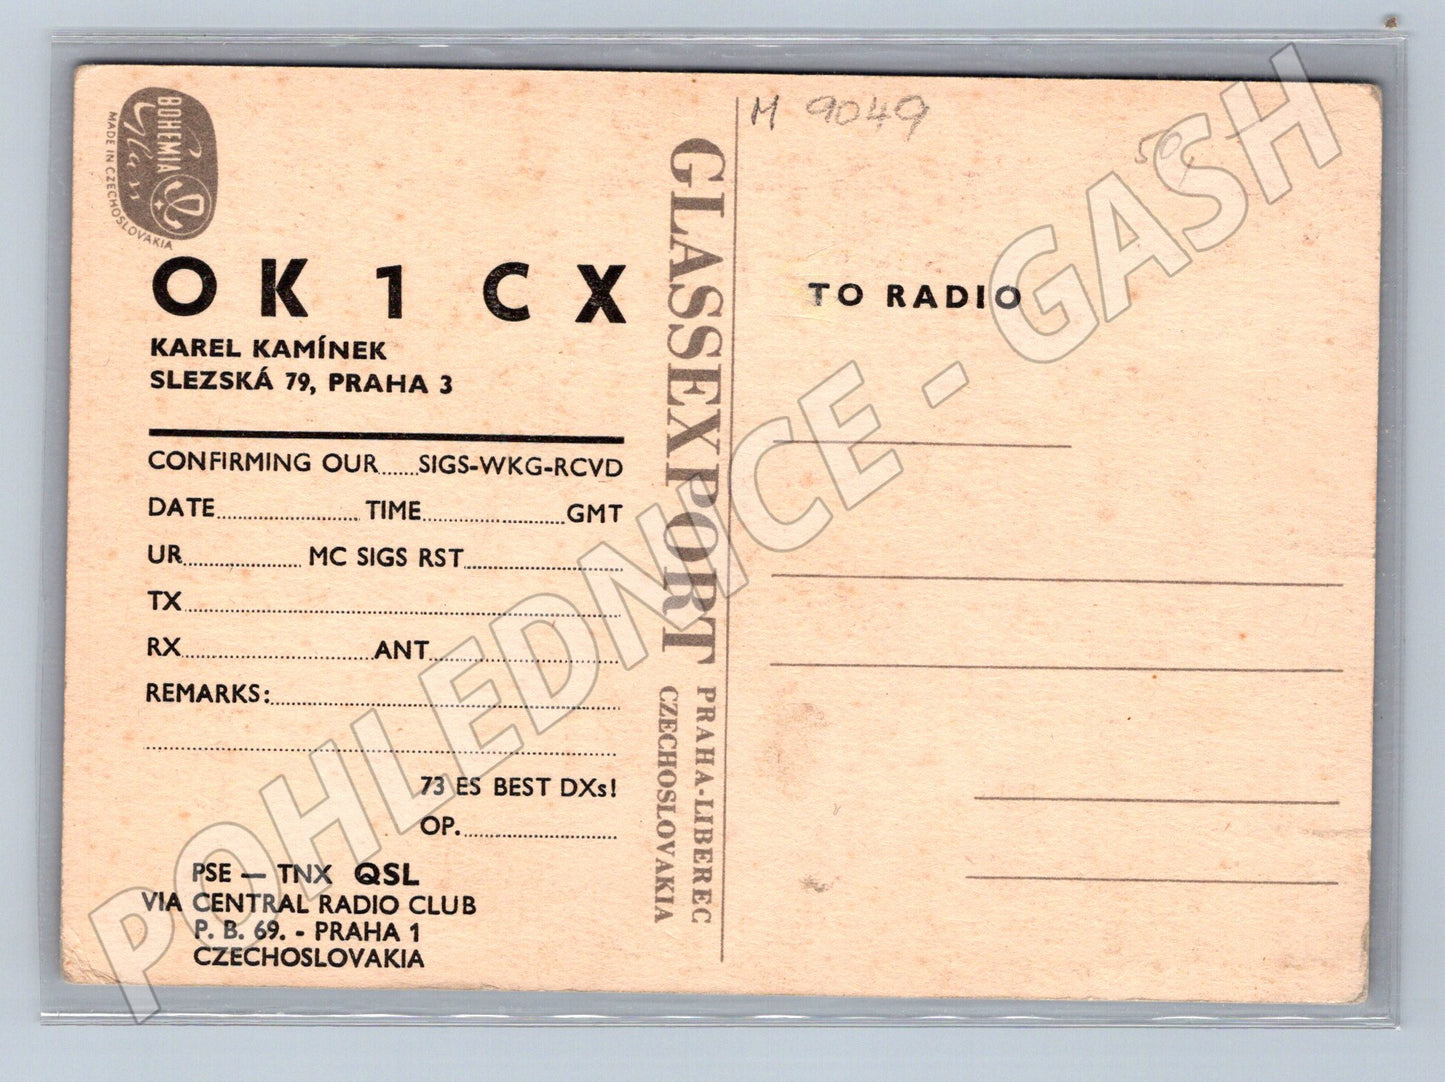 BOHEMIA
Glass
MADE IN CZECHOSLOVAKIA
OK 1 CX
KAREL KAMÍNEK
SLEZSKÁ 79, PRAHA 3
CONFIRMING OUR......SIGS-WKG-RCVD
DATE.................... TIME....................GMT
UR................. MC SIGS RST......................
TX..............................................................
RX...........................ANT...........................
REMARKS:..................................................
....................................................................
73 ES BEST DXs!
OP......................
PSE — TNX QSL
VIA CENTRAL RADIO CLUB
P. B. 69. - PRAHA 1
CZECHOSLOVAKIA
GLASSEXPORT PRAHA-LIBEREC
CZECHOSLOVAKIA
M 9049
50,-
TO RADIO
POHLEDNICE - GASH